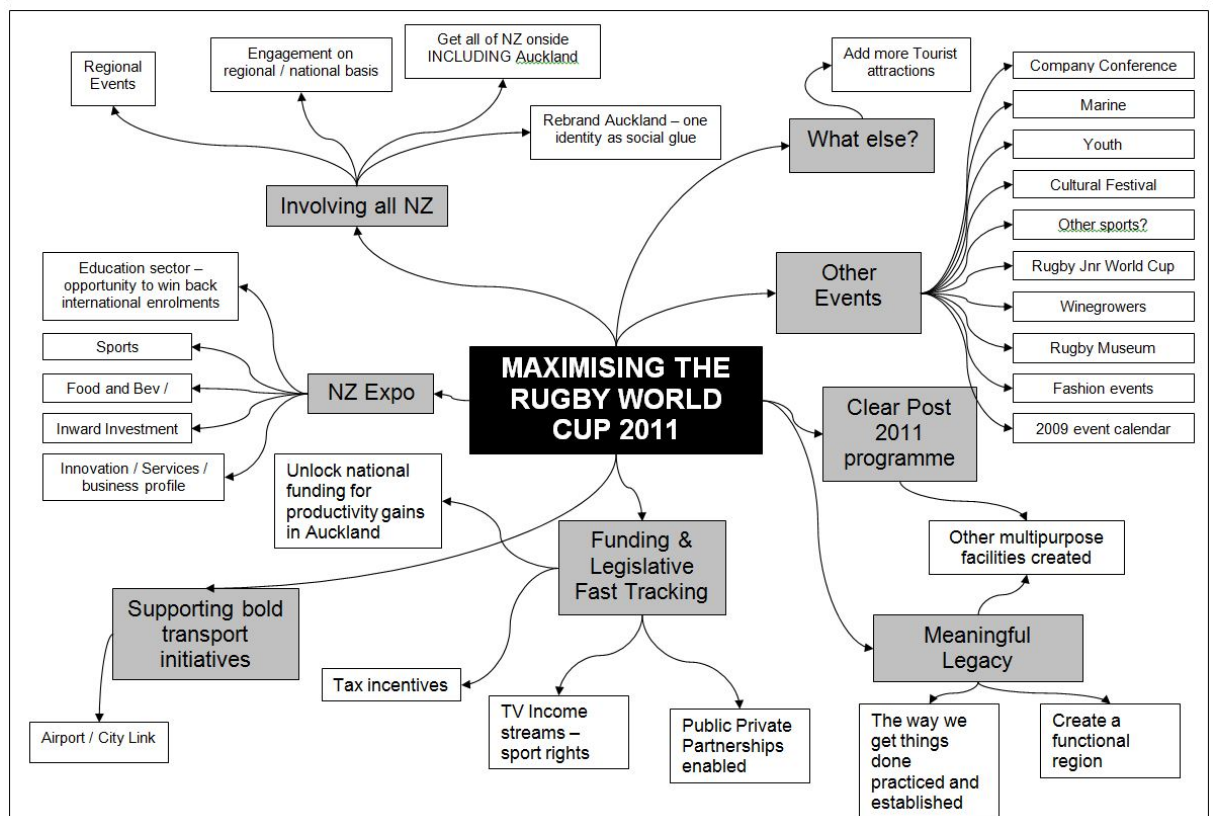 Regional
Events
Engagement on
regional / national basis
Get all of NZ onside
INCLUDING Auckland
Rebrand Auckland – one
identity as social glue
Involving all NZ
Add more Tourist
attractions
What else?
Company Conference
Marine
Youth
Cultural Festival
Other sports?
Rugby Jnr World Cup
Winegrowers
Rugby Museum
Fashion events
2009 event calendar
Other
Events
Education sector –
opportunity to win back
international enrolments
Sports
Food and Bev /
Inward Investment
Innovation / Services /
business profile
NZ Expo
MAXIMISING THE
RUGBY WORLD
CUP 2011
Clear Post
2011
programme
Unlock national
funding for
productivity gains
in Auckland
Funding &
Legislative
Fast Tracking
Other multipurpose
facilities created
Supporting bold
transport
initiatives
Meaningful
Legacy
Tax incentives
TV Income
streams –
sport rights
Public Private
Partnerships
enabled
The way we
get things
done
practiced and
established
Create a
functional
region
Airport / City Link